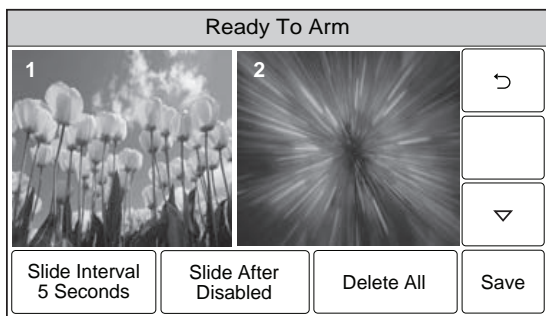 Ready To Arm
1
2
Slide Interval
5 Seconds
Slide After
Disabled
Delete All
Save